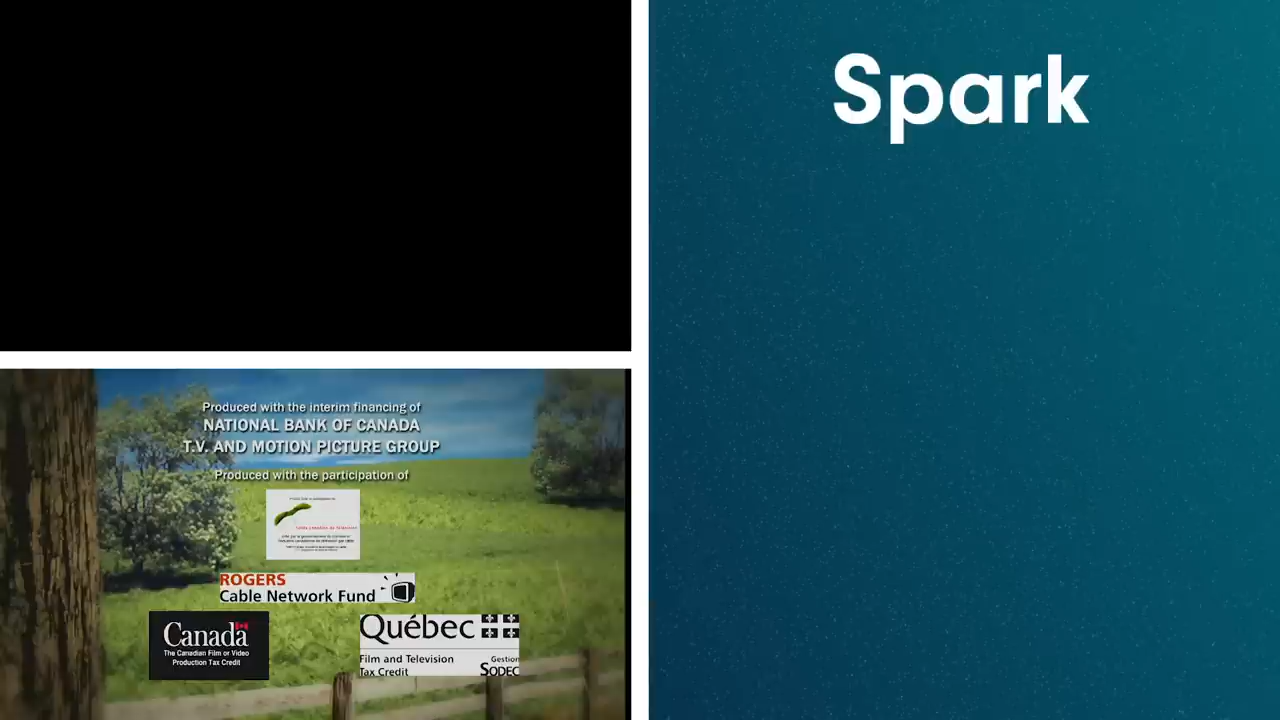 Spark
Produced with the interim financing of
NATIONAL BANK OF CANADA
T.V. AND MOTION PICTURE GROUP
Produced with the participation of
ROGERS
Cable Network Fund
Canada
The Canadian Film or Video
Production Tax Credit
Québec
Film and Television
Tax Credit
Gestion
SODEC